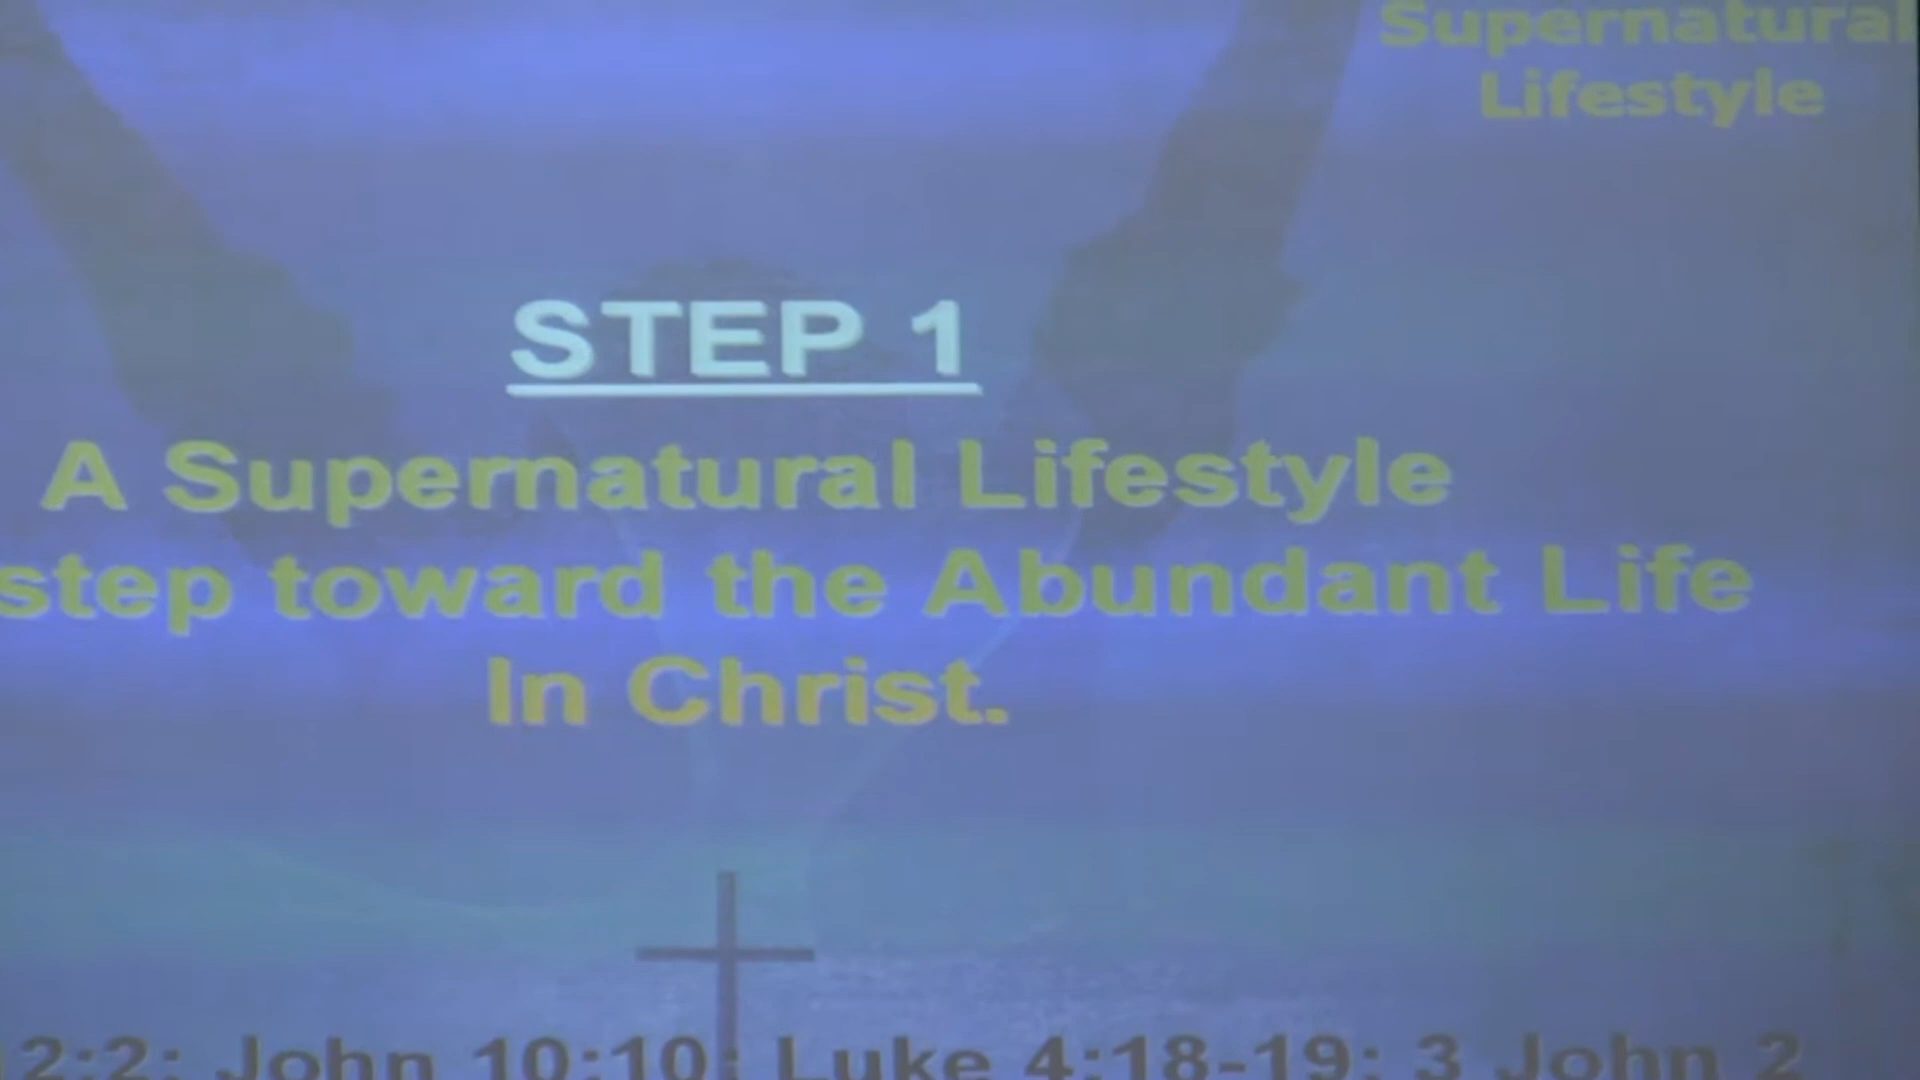 Supernatural
Lifestyle
STEP 1
A Supernatural Lifestyle
step toward the Abundant Life
In Christ.
2:2; John 10:10; Luke 4:18-19; 3 John 2